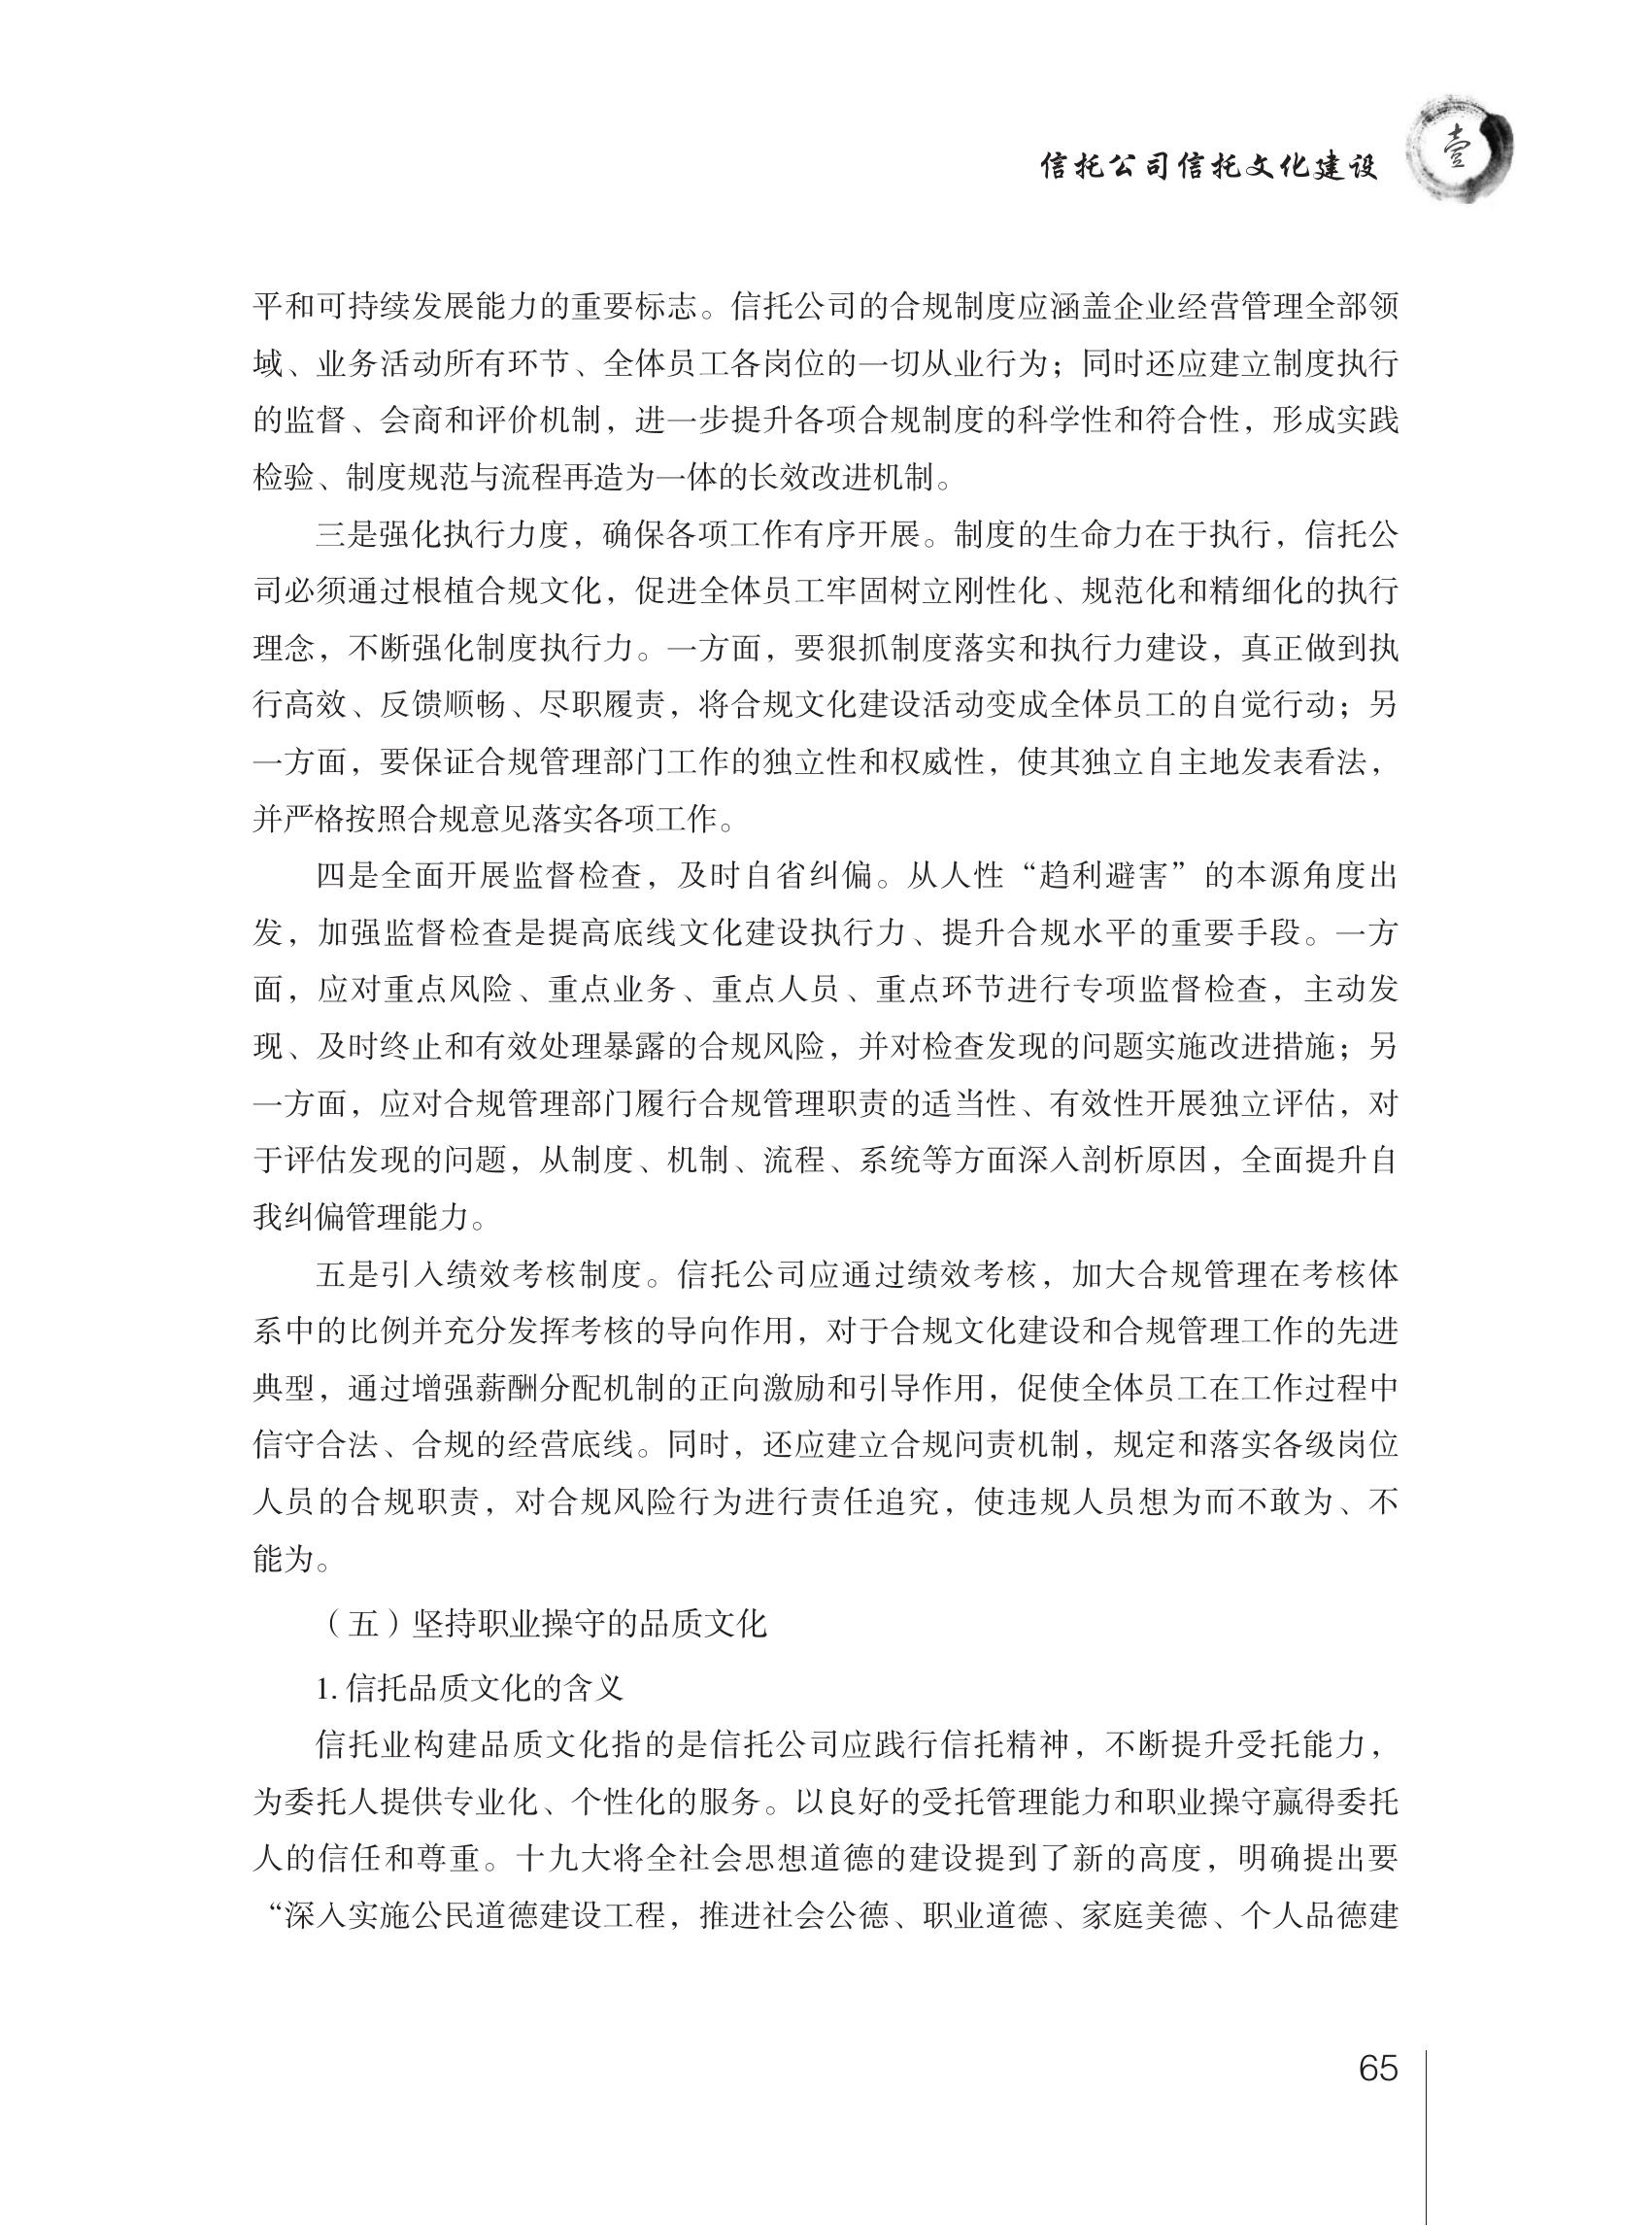 信托公司信托文化建设
壹
平和可持续发展能力的重要标志。信托公司的合规制度应涵盖企业经营管理全部领
域、业务活动所有环节、全体员工各岗位的一切从业行为；同时还应建立制度执行
的监督、会商和评价机制，进一步提升各项合规制度的科学性和符合性，形成实践
检验、制度规范与流程再造为一体的长效改进机制。
三是强化执行力度，确保各项工作有序开展。制度的生命力在于执行，信托公
司必须通过根植合规文化，促进全体员工牢固树立刚性化、规范化和精细化的执行
理念，不断强化制度执行力。一方面，要狠抓制度落实和执行力建设，真正做到执
行高效、反馈顺畅、尽职履责，将合规文化建设活动变成全体员工的自觉行动；另
一方面，要保证合规管理部门工作的独立性和权威性，使其独立自主地发表看法，
并严格按照合规意见落实各项工作。
四是全面开展监督检查，及时自省纠偏。从人性“趋利避害”的本源角度出
发，加强监督检查是提高底线文化建设执行力、提升合规水平的重要手段。一方
面，应对重点风险、重点业务、重点人员、重点环节进行专项监督检查，主动发
现、及时终止和有效处理暴露的合规风险，并对检查发现的问题实施改进措施；另
一方面，应对合规管理部门履行合规管理职责的适当性、有效性开展独立评估，对
于评估发现的问题，从制度、机制、流程、系统等方面深入剖析原因，全面提升自
我纠偏管理能力。
五是引入绩效考核制度。信托公司应通过绩效考核，加大合规管理在考核体
系中的比例并充分发挥考核的导向作用，对于合规文化建设和合规管理工作的先进
典型，通过增强薪酬分配机制的正向激励和引导作用，促使全体员工在工作过程中
信守合法、合规的经营底线。同时，还应建立合规问责机制，规定和落实各级岗位
人员的合规职责，对合规风险行为进行责任追究，使违规人员想为而不敢为、不
能为。
（五）坚持职业操守的品质文化
1. 信托品质文化的含义
信托业构建品质文化指的是信托公司应践行信托精神，不断提升受托能力，
为委托人提供专业化、个性化的服务。以良好的受托管理能力和职业操守赢得委托
人的信任和尊重。十九大将全社会思想道德的建设提到了新的高度，明确提出要
“深入实施公民道德建设工程，推进社会公德、职业道德、家庭美德、个人品德建
65